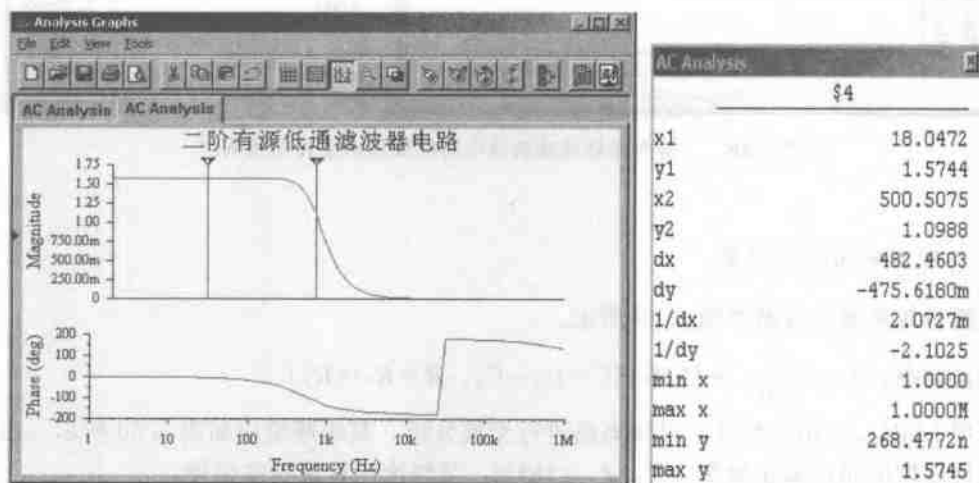 Analysis Graphs
File Edit View Tools
AC Analysis AC Analysis
二阶有源低通滤波器电路
Magnitude
1.75
1.50
1.25
1.00
750.00m
500.00m
250.00m
0
Phase (deg)
200
100
0
-100
-200
1 10 100 1k 10k 100k 1M
Frequency (Hz)
AC Analysis
$4
x1 18.0472
y1 1.5744
x2 500.5075
y2 1.0988
dx 482.4603
dy -475.6180m
1/dx 2.0727m
1/dy -2.1025
min x 1.0000
max x 1.0000M
min y 268.4772n
max y 1.5745